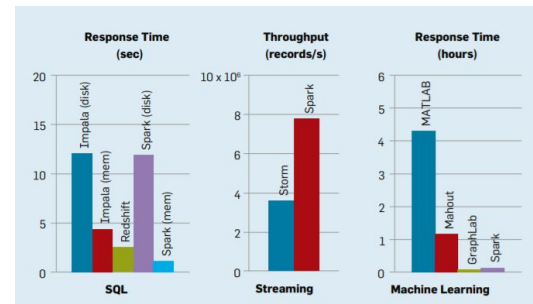 Response Time
(sec)
20
15
10
5
0
Impala (disk)
Impala (mem)
Redshift
Spark (disk)
Spark (mem)
SQL
Throughput
(records/s)
10 x 10⁶
8
6
4
2
0
Storm
Spark
Streaming
Response Time
(hours)
6
5
4
3
2
1
0
MATLAB
Mahout
GraphLab
Spark
Machine Learning